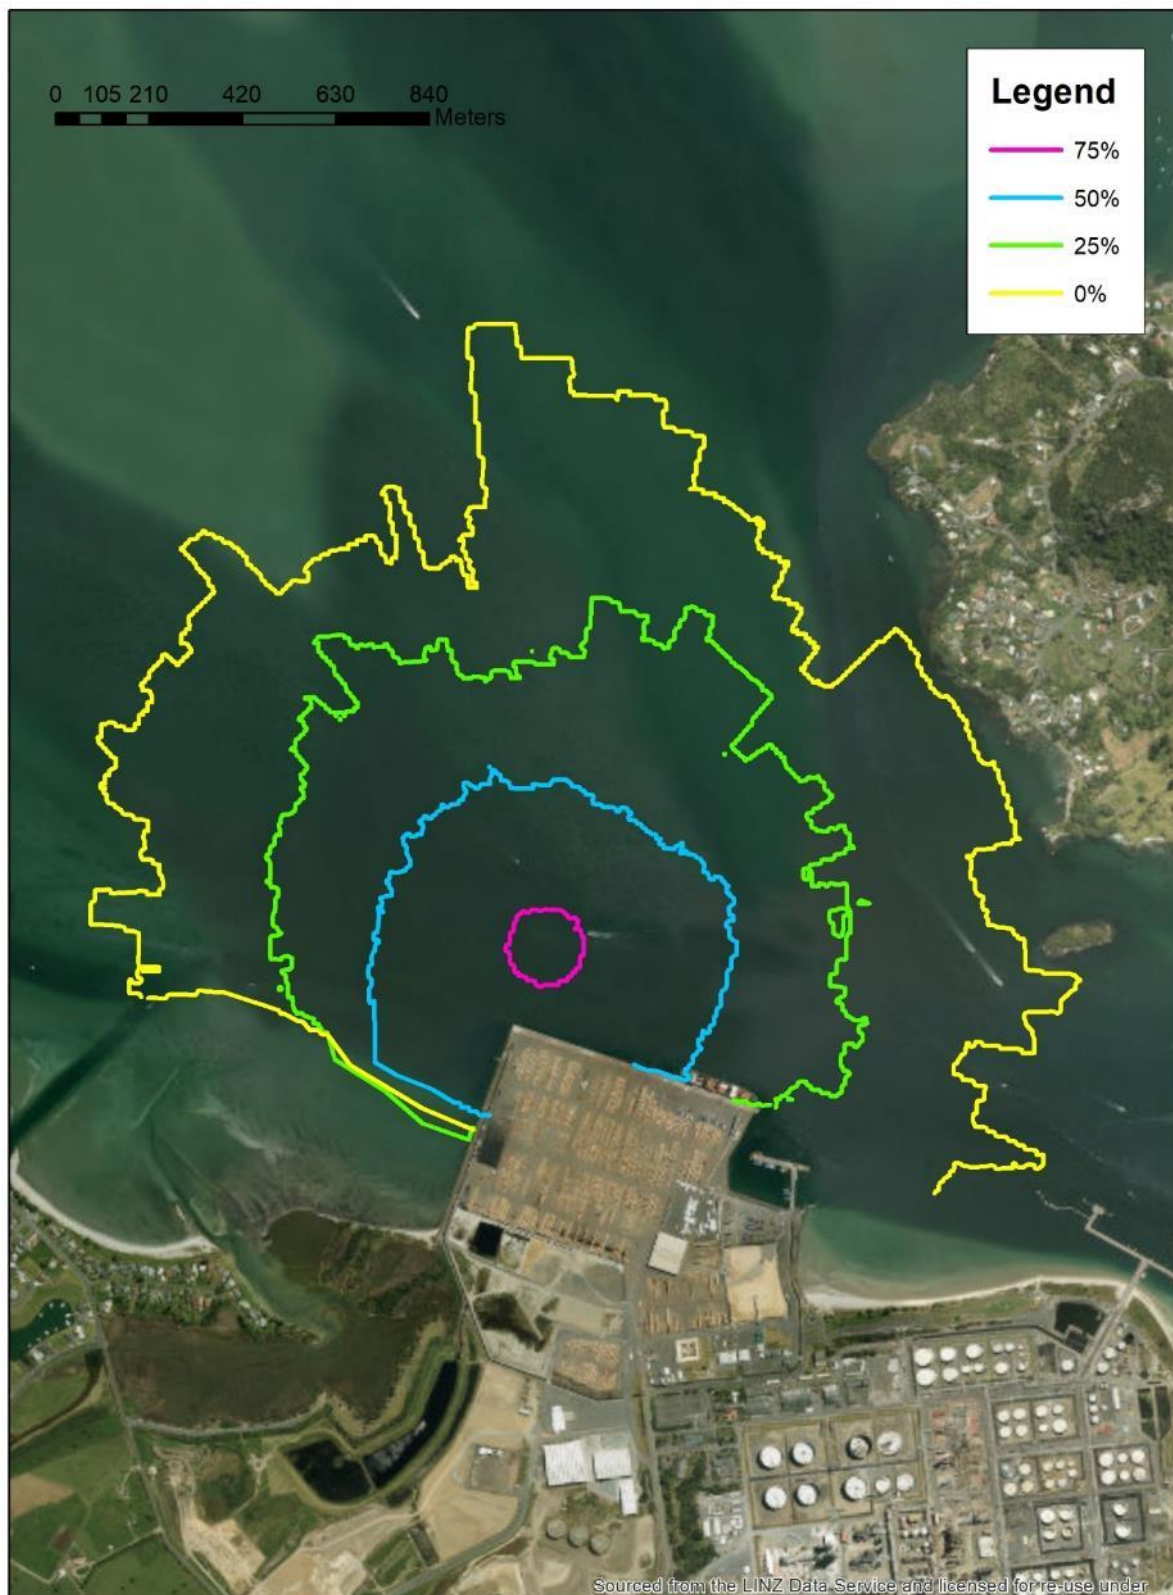 0 105 210 420 630 840
Meters
Legend
75%
50%
25%
0%
Sourced from the LINZ Data Service and licensed for re-use under